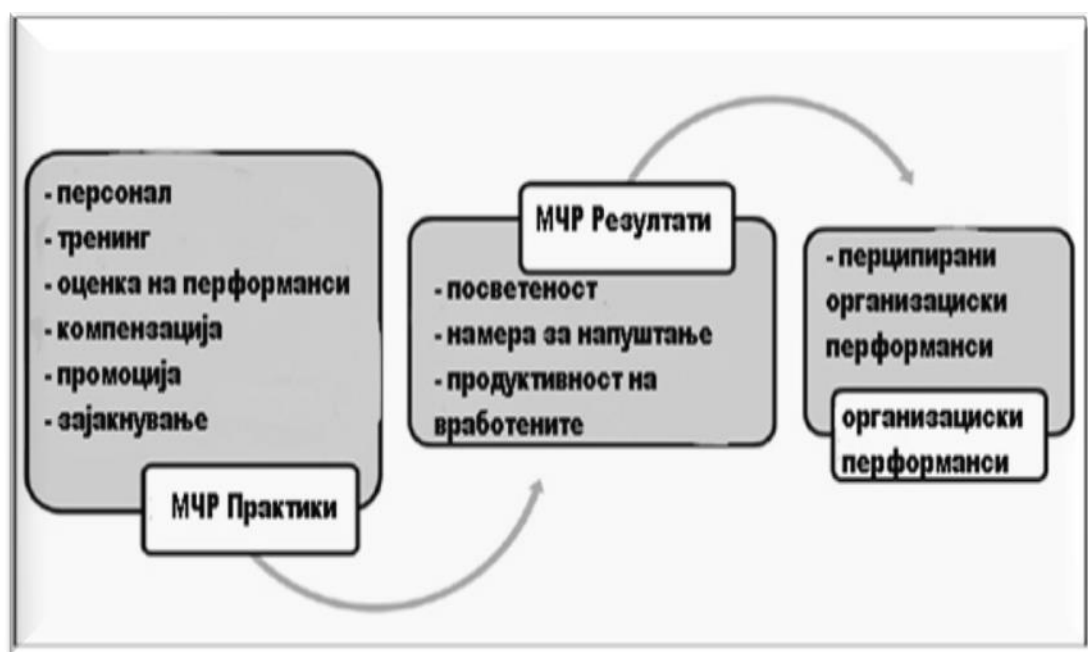 - персонал
- тренинг
- оценка на перформанси
- компензација
- промоција
- зајакнување
МЧР Практики
МЧР Резултати
- посветеност
- намера за напуштање
- продуктивност на
вработените
- перципирани
организациски
перформанси
организациски
перформанси